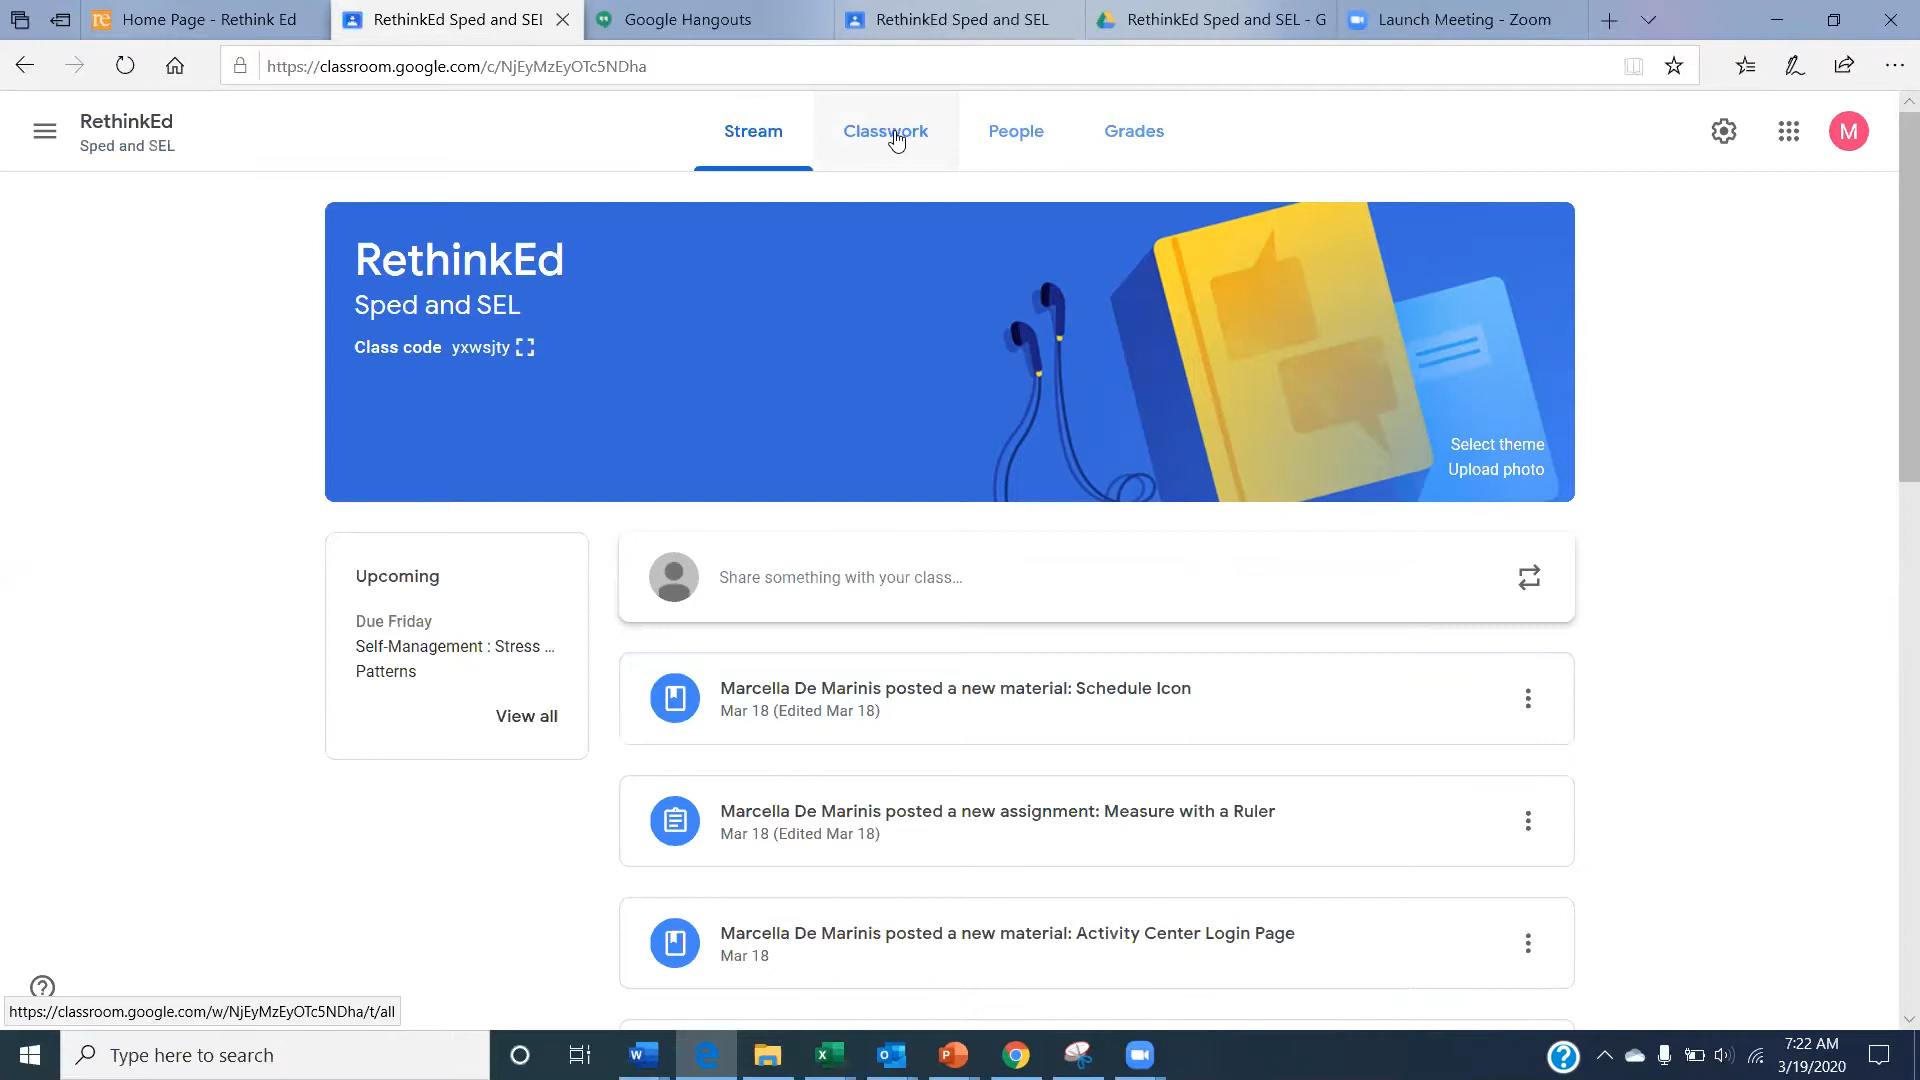 Home Page - Rethink Ed
RethinkEd Sped and SEI
Google Hangouts
RethinkEd Sped and SEL
RethinkEd Sped and SEL - G
Launch Meeting - Zoom
https://classroom.google.com/c/NjEyMzEyOTc5NDha
RethinkEd
Sped and SEL
Stream
Classwork
People
Grades
M
RethinkEd
Sped and SEL
Class code yxwsjty
Select theme
Upload photo
Upcoming
Due Friday
Self-Management : Stress ...
Patterns
View all
Share something with your class...
Marcella De Marinis posted a new material: Schedule Icon
Mar 18 (Edited Mar 18)
Marcella De Marinis posted a new assignment: Measure with a Ruler
Mar 18 (Edited Mar 18)
Marcella De Marinis posted a new material: Activity Center Login Page
Mar 18
https://classroom.google.com/w/NjEyMzEyOTc5NDha/t/all
Type here to search
7:22 AM
3/19/2020